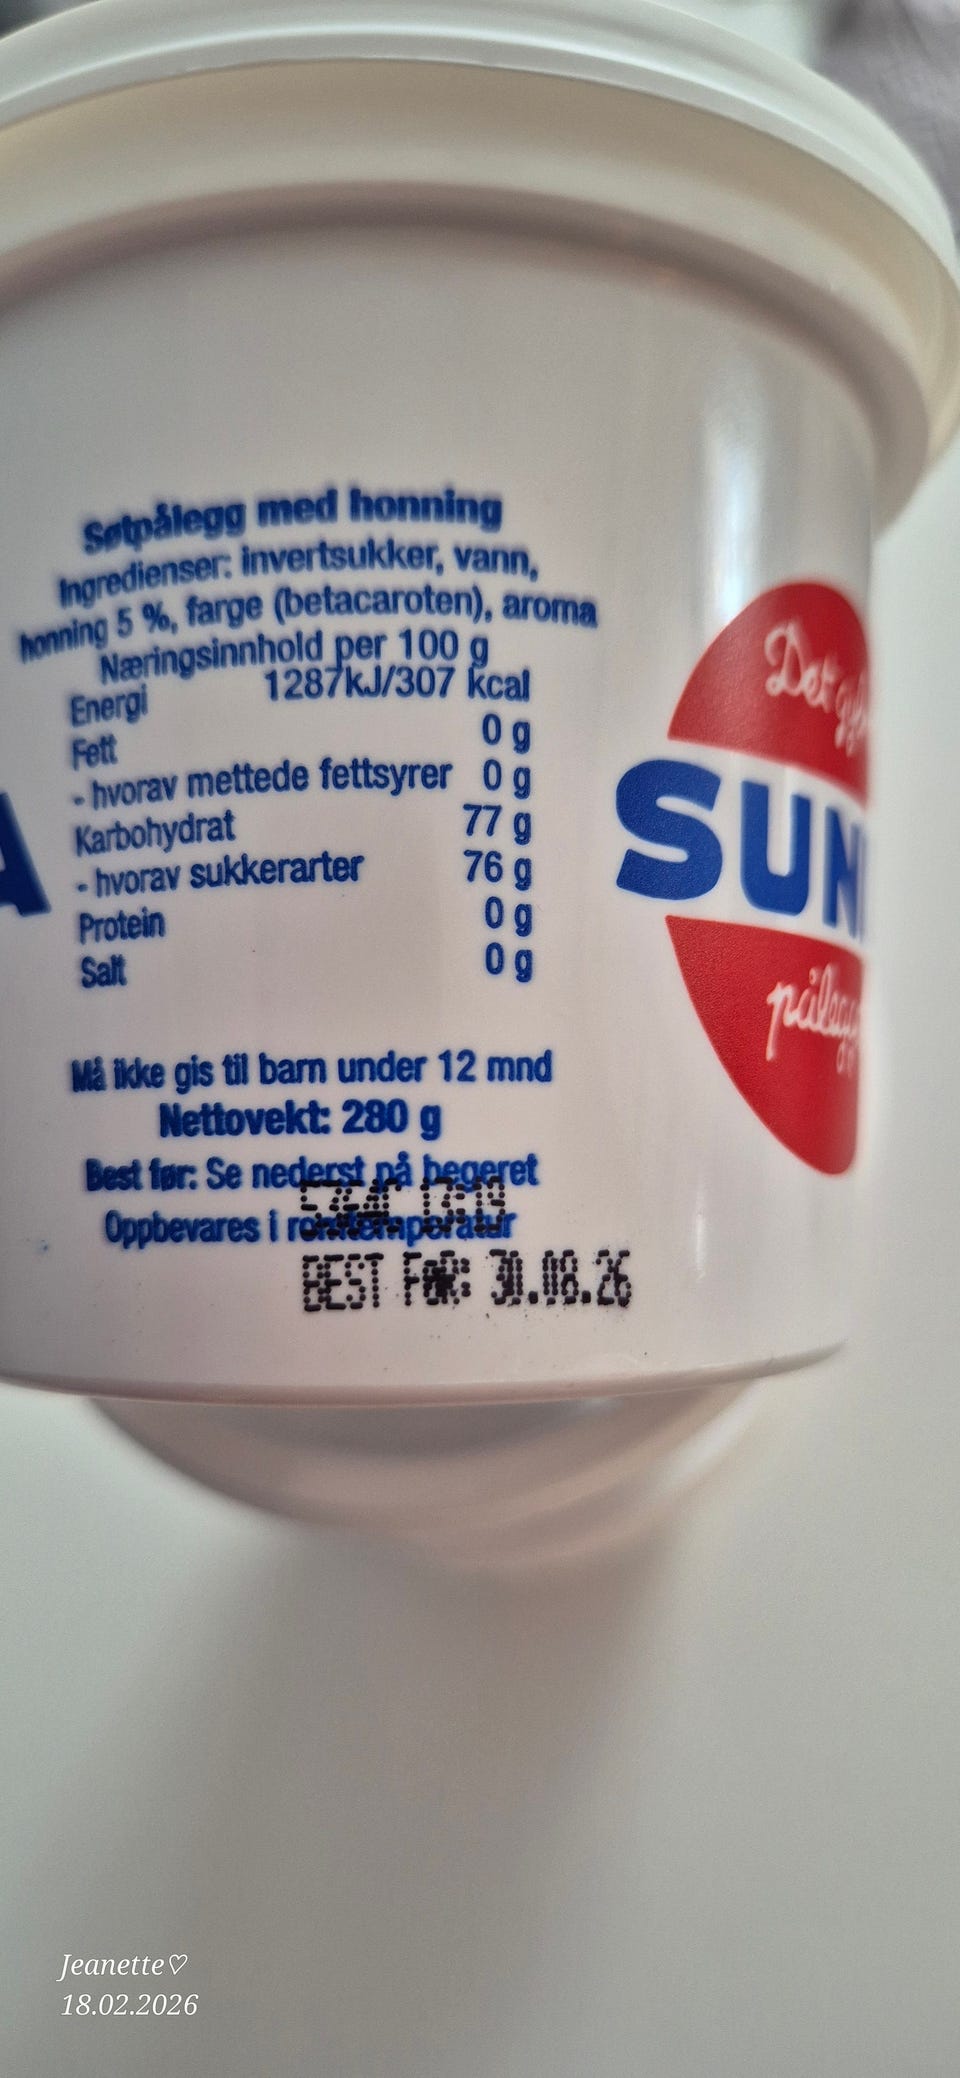 Søtpålegg med honning
Ingredienser: invertsukker, vann,
honning 5 %, farge (betacaroten), aroma
Næringsinnhold per 100 g
Energi 1287kJ/307 kcal
Fett 0 g
- hvorav mettede fettsyrer 0 g
Karbohydrat 77 g
- hvorav sukkerarter 76 g
Protein 0 g
Salt 0 g
Må ikke gis til barn under 12 mnd
Nettovekt: 280 g
Best før: Se nederst på begeret
Oppbevares i romtemperatur
BEST FØR: 30.08.26
A
Det
SUN
pålegg
Jeanette♡
18.02.2026